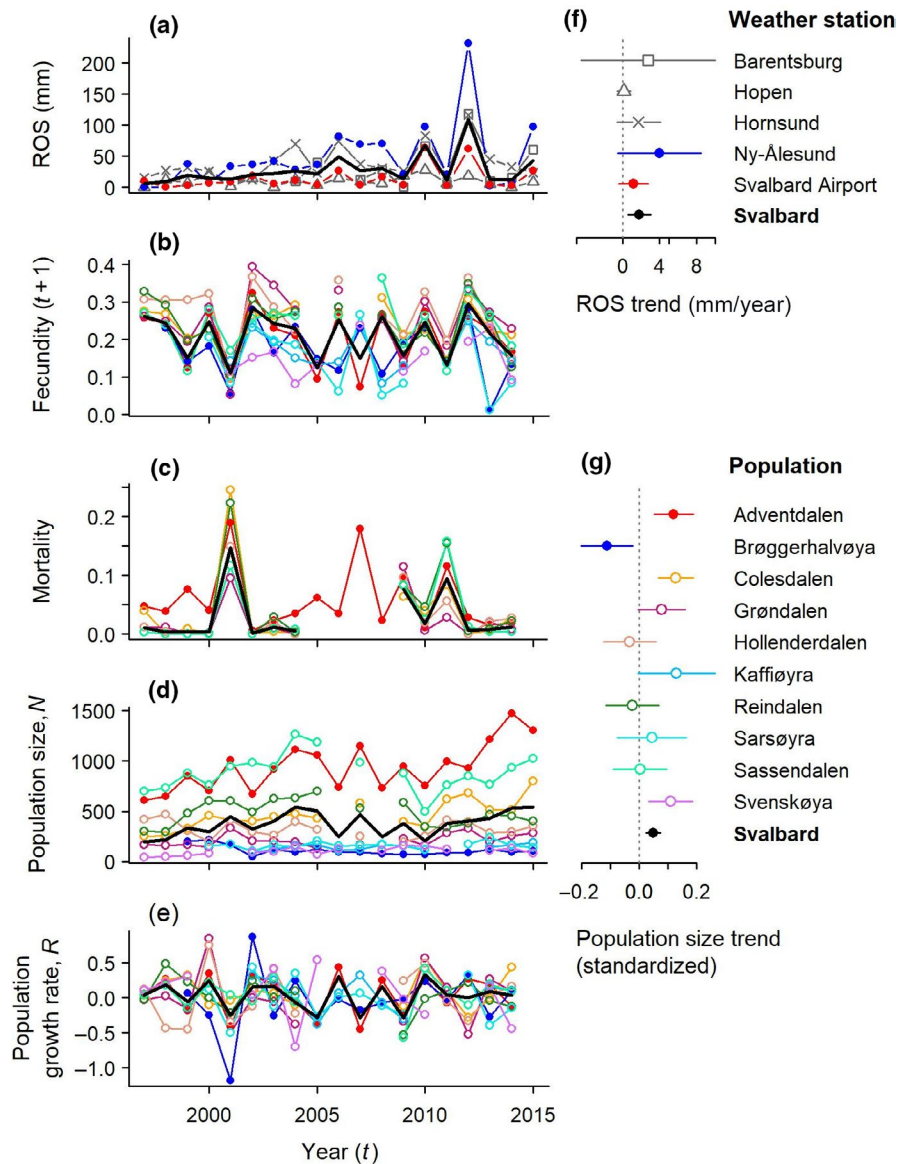 (a)
ROS (mm)
200
150
100
50
0
(b)
Fecundity (t + 1)
0.4
0.3
0.2
0.1
0.0
(c)
Mortality
0.2
0.1
0.0
(d)
Population size, N
1500
1000
500
0
(e)
Population
growth rate, R
0.5
0.0
−0.5
−1.0
2000 2005 2010 2015
Year (t)
(f) Weather station
Barentsburg
Hopen
Hornsund
Ny-Ålesund
Svalbard Airport
Svalbard
0 4 8
ROS trend (mm/year)
(g) Population
Adventdalen
Brøggerhalvøya
Colesdalen
Grøndalen
Hollenderdalen
Kaffiøyra
Reindalen
Sarsøyra
Sassendalen
Svenskøya
Svalbard
−0.2 0.0 0.2
Population size trend
(standardized)